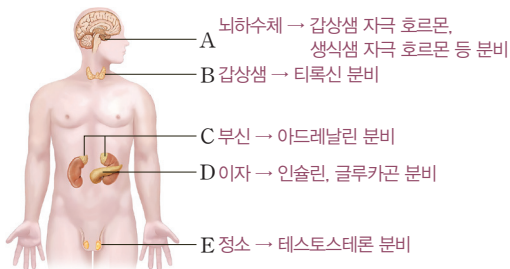 A 뇌하수체 → 갑상샘 자극 호르몬,
생식샘 자극 호르몬 등 분비
B 갑상샘 → 티록신 분비
C 부신 → 아드레날린 분비
D 이자 → 인슐린, 글루카곤 분비
E 정소 → 테스토스테론 분비